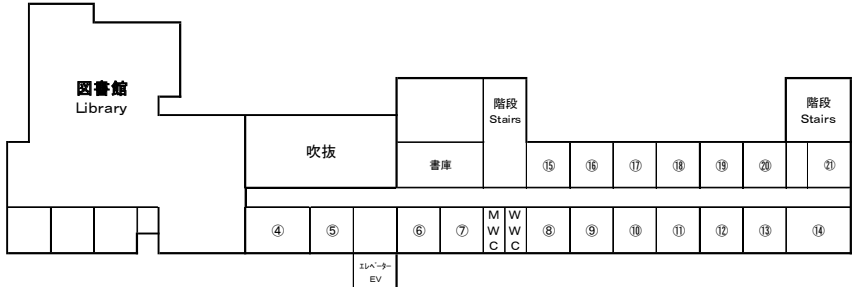 図書館
Library
階段
Stairs
階段
Stairs
吹抜
書庫
⑮
⑯
⑰
⑱
⑲
⑳
㉑
④
⑤
⑥
⑦
M
W
C
W
W
C
⑧
⑨
⑩
⑪
⑫
⑬
⑭
エレベーター
EV